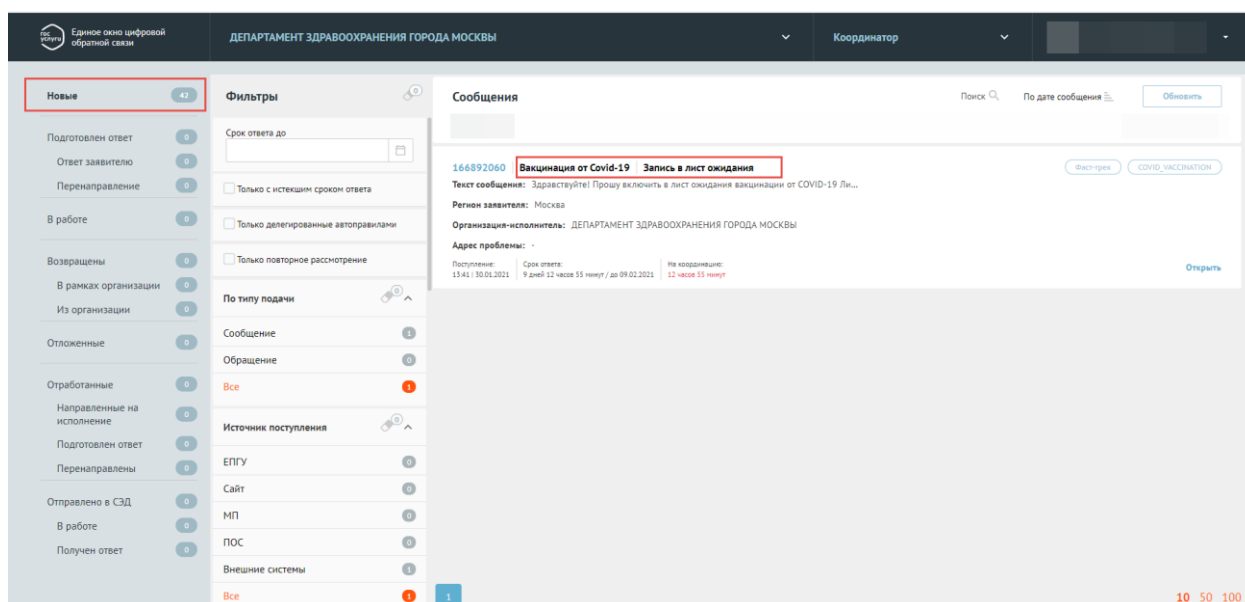 гос услуги
Единое окно цифровой
обратной связи
ДЕПАРТАМЕНТ ЗДРАВООХРАНЕНИЯ ГОРОДА МОСКВЫ
Координатор
Новые 42
Подготовлен ответ 0
Ответ заявителю 0
Перенаправление 0
В работе 0
Возвращены 0
В рамках организации 0
Из организации 0
Отложенные 0
Отработанные 0
Направленные на
исполнение 0
Подготовлен ответ 0
Перенаправлены 0
Отправлено в СЭД 0
В работе 0
Получен ответ 0
Фильтры 0
Срок ответа до
Только с истекшим сроком ответа
Только делегированные автоправилами
Только повторное рассмотрение
По типу подачи 0
Сообщение 1
Обращение 0
Все 1
Источник поступления 0
ЕПГУ 0
Сайт 0
МП 0
ПОС 0
Внешние системы 1
Все 1
Сообщения
Поиск По дате сообщения Обновить
166892060 Вакцинация от Covid-19 Запись в лист ожидания Фаст-трек COVID_VACCINATION
Текст сообщения: Здравствуйте! Прошу включить в лист ожидания вакцинации от COVID-19 Ли...
Регион заявителя: Москва
Организация-исполнитель: ДЕПАРТАМЕНТ ЗДРАВООХРАНЕНИЯ ГОРОДА МОСКВЫ
Адрес проблемы: -
Поступление: Срок ответа: На координацию:
13:41 | 30.01.2021 9 дней 12 часов 55 минут / до 09.02.2021 12 часов 55 минут
Открыть
1
10 50 100